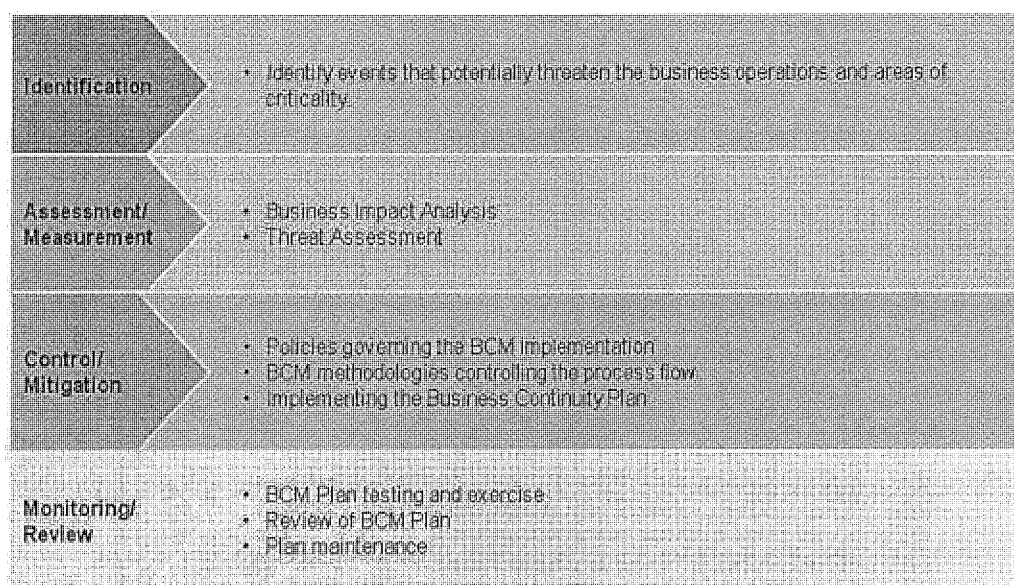 Identification
• Identify events that potentially threaten the business operations and areas of
criticality.
Assessment/
Measurement
• Business Impact Analysis
• Threat Assessment
Control/
Mitigation
• Policies governing the BCM implementation
• BCM methodologies controlling the process flow
• Implementing the Business Continuity Plan
Monitoring/
Review
• BCM Plan testing and exercise
• Review of BCM Plan
• Plan maintenance